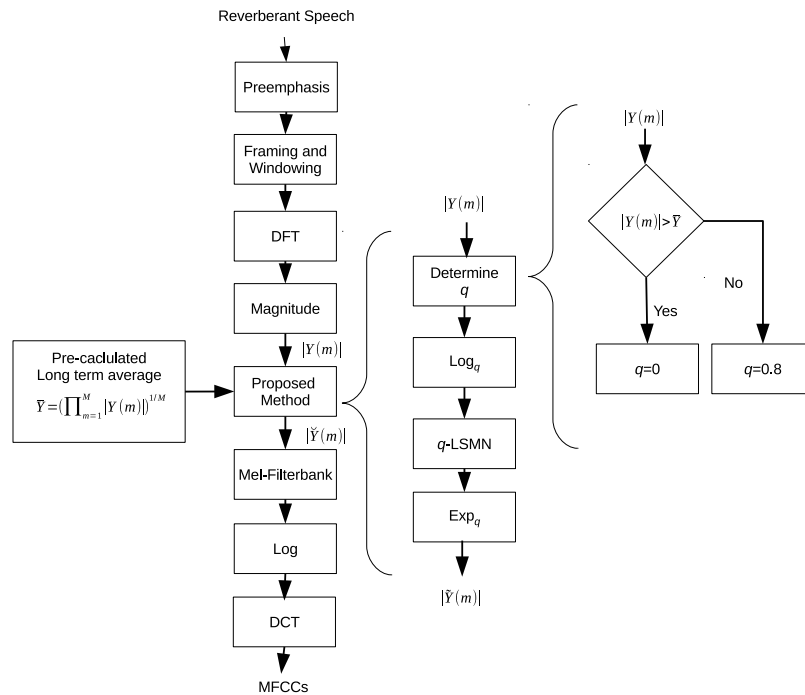 Reverberant Speech
Preemphasis
Framing and
Windowing
DFT
Magnitude
|Y(m)|
Pre-caclulated
Long term average
Ȳ=(∏_{m=1}^{M}|Y(m)|)^{1/M}
Proposed
Method
|Y̆(m)|
Mel-Filterbank
Log
DCT
MFCCs
|Y(m)|
Determine
q
Log_q
q-LSMN
Exp_q
|Ỹ(m)|
|Y(m)|
|Y(m)|>Ȳ
Yes
No
q=0
q=0.8